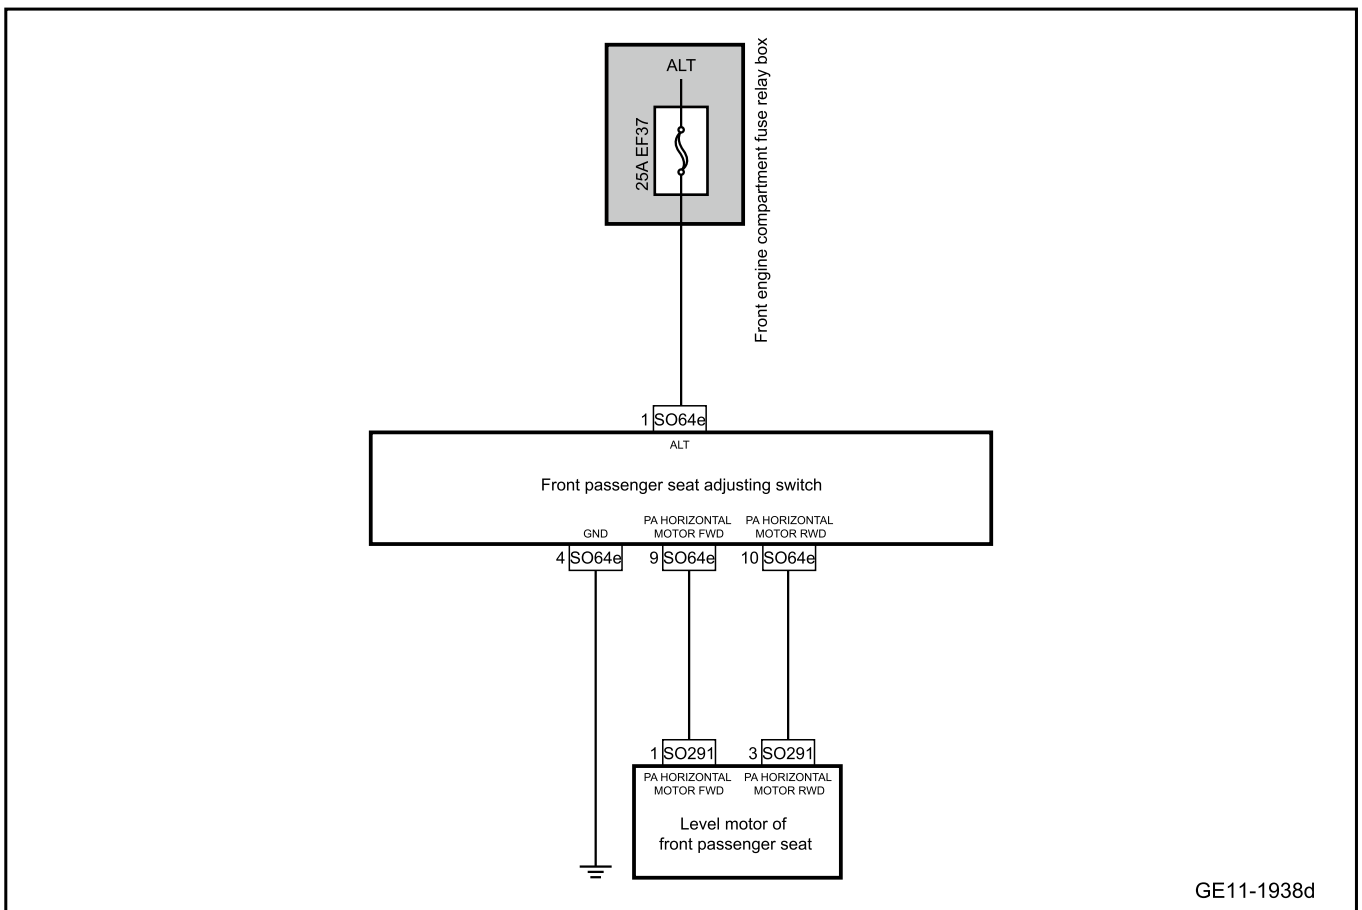 ALT
25A EF37
Front engine compartment fuse relay box
1 SO64e
ALT
Front passenger seat adjusting switch
GND
PA HORIZONTAL
MOTOR FWD
PA HORIZONTAL
MOTOR RWD
4 SO64e
9 SO64e
10 SO64e
1 SO291
3 SO291
PA HORIZONTAL
MOTOR FWD
PA HORIZONTAL
MOTOR RWD
Level motor of
front passenger seat
GE11-1938d